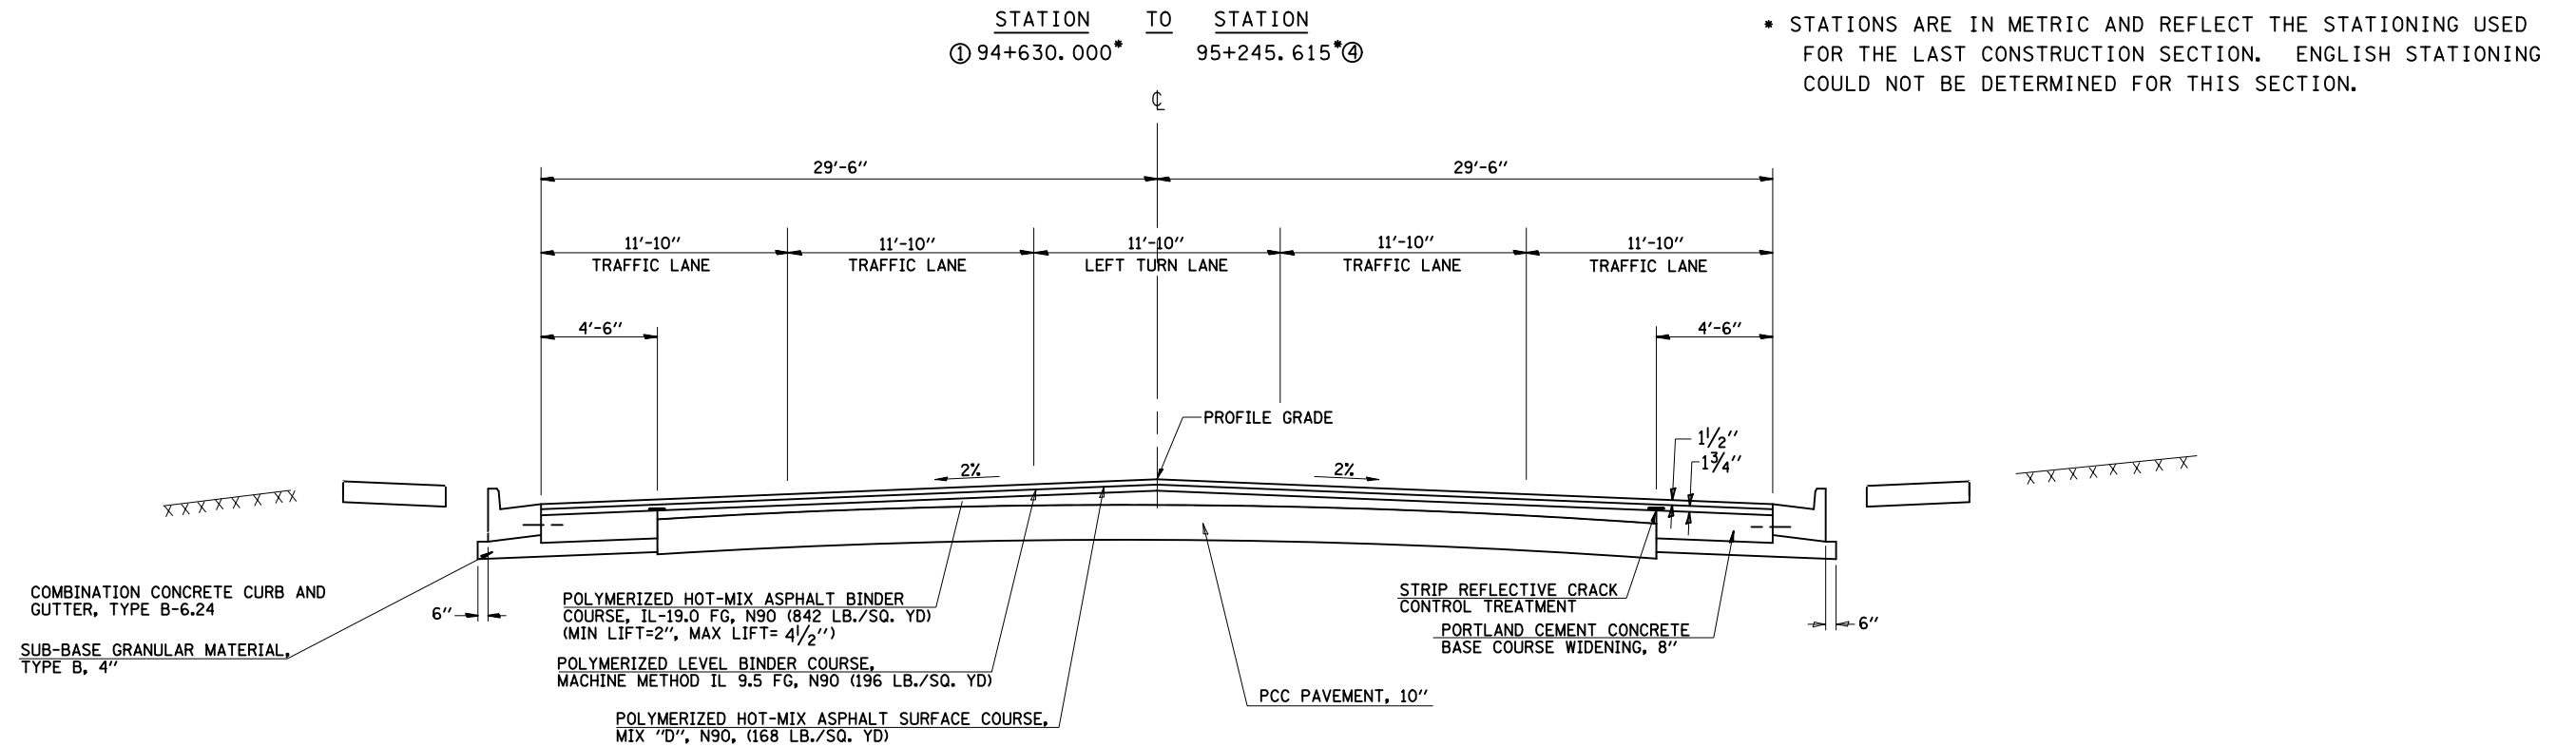 STATION TO STATION
① 94+630.000* 95+245.615* ④
* STATIONS ARE IN METRIC AND REFLECT THE STATIONING USED
FOR THE LAST CONSTRUCTION SECTION. ENGLISH STATIONING
COULD NOT BE DETERMINED FOR THIS SECTION.
℄
29'-6" 29'-6"
11'-10" 11'-10" 11'-10" 11'-10" 11'-10"
TRAFFIC LANE TRAFFIC LANE LEFT TURN LANE TRAFFIC LANE TRAFFIC LANE
4'-6" 4'-6"
PROFILE GRADE
1 1/2"
1 3/4"
2% 2%
COMBINATION CONCRETE CURB AND
GUTTER, TYPE B-6.24
6"
SUB-BASE GRANULAR MATERIAL,
TYPE B, 4"
POLYMERIZED HOT-MIX ASPHALT BINDER
COURSE, IL-19.0 FG, N90 (842 LB./SQ. YD)
(MIN LIFT=2", MAX LIFT= 4 1/2")
POLYMERIZED LEVEL BINDER COURSE,
MACHINE METHOD IL 9.5 FG, N90 (196 LB./SQ. YD)
POLYMERIZED HOT-MIX ASPHALT SURFACE COURSE,
MIX "D", N90, (168 LB./SQ. YD)
STRIP REFLECTIVE CRACK
CONTROL TREATMENT
PORTLAND CEMENT CONCRETE
BASE COURSE WIDENING, 8"
6"
PCC PAVEMENT, 10"